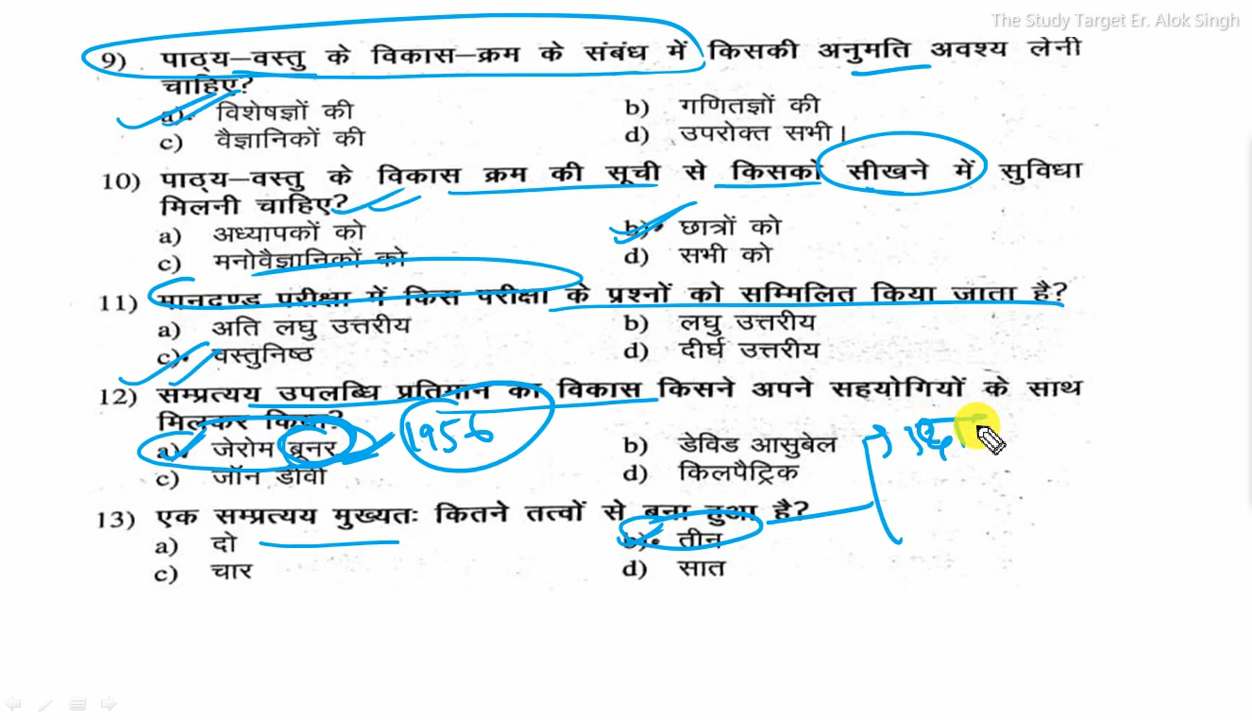 The Study Target Er. Alok Singh
9) पाठ्य–वस्तु के विकास–क्रम के संबंध में किसकी अनुमति अवश्य लेनी
चाहिए?
a) विशेषज्ञों की b) गणितज्ञों की
c) वैज्ञानिकों की d) उपरोक्त सभी।
10) पाठ्य–वस्तु के विकास क्रम की सूची से किसको सीखने में सुविधा
मिलनी चाहिए?
a) अध्यापकों को b) छात्रों को
c) मनोवैज्ञानिकों को d) सभी को
11) मानदण्ड परीक्षा में किस परीक्षा के प्रश्नों को सम्मिलित किया जाता है?
a) अति लघु उत्तरीय b) लघु उत्तरीय
c) वस्तुनिष्ठ d) दीर्घ उत्तरीय
12) सम्प्रत्यय उपलब्धि प्रतिमान का विकास किसने अपने सहयोगियों के साथ
मिलकर किया?
a) जेरोम ब्रूनर 1956 b) डेविड आसुबेल
c) जॉन डीवी d) किलपैट्रिक
13) एक सम्प्रत्यय मुख्यतः कितने तत्वों से बना हुआ है?
a) दो b) तीन
c) चार d) सात